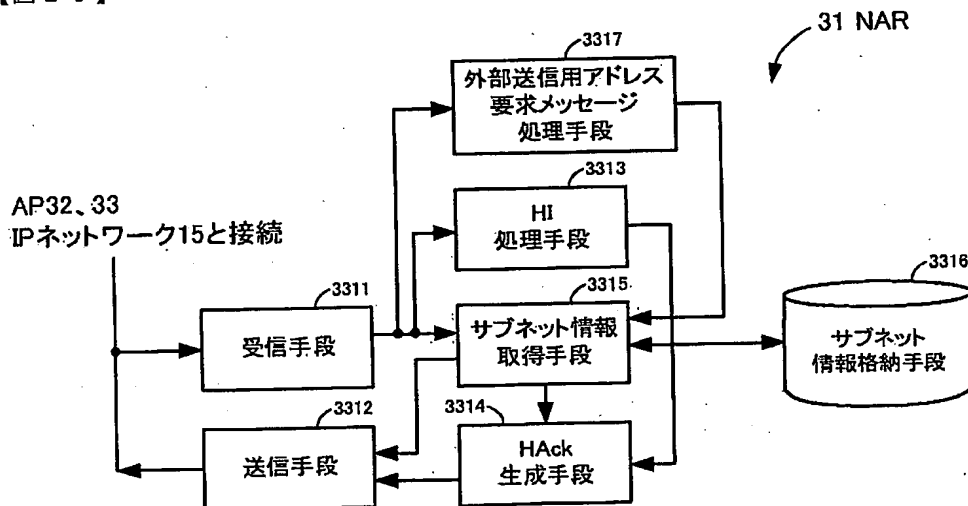 31 NAR
3317
外部送信用アドレス
要求メッセージ
処理手段
3313
HI
処理手段
AP32、33
IPネットワーク15と接続
3311
受信手段
3315
サブネット情報
取得手段
3316
サブネット
情報格納手段
3312
送信手段
3314
HAck
生成手段